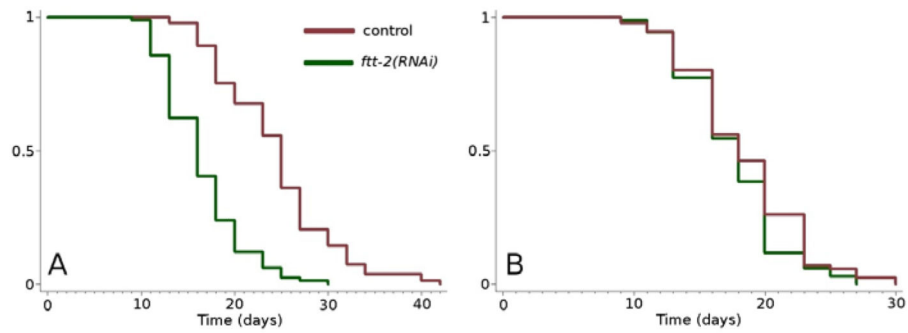 1
control
ftt-2(RNAi)
0.5
A
0
0 10 20 30 40
Time (days)
1
0.5
B
0
0 10 20 30
Time (days)